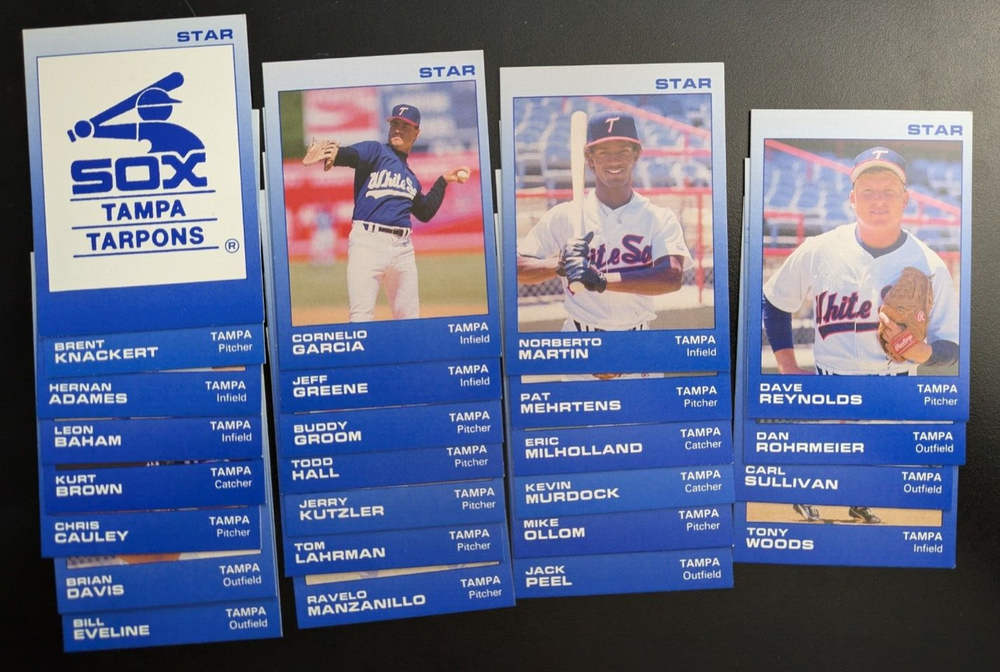 STAR
SOX
TAMPA
TARPONS ®
BRENT
KNACKERT
TAMPA
Pitcher
HERNAN
ADAMES
TAMPA
Infield
LEON
BAHAM
TAMPA
Infield
KURT
BROWN
TAMPA
Catcher
CHRIS
CAULEY
TAMPA
Pitcher
BRIAN
DAVIS
TAMPA
Outfield
BILL
EVELINE
TAMPA
Outfield
STAR
T
White So
CORNELIO
GARCIA
TAMPA
Infield
JEFF
GREENE
TAMPA
Infield
BUDDY
GROOM
TAMPA
Pitcher
TODD
HALL
TAMPA
Pitcher
JERRY
KUTZLER
TAMPA
Pitcher
TOM
LAHRMAN
TAMPA
Pitcher
RAVELO
MANZANILLO
TAMPA
Pitcher
STAR
T
iteSo
NORBERTO
MARTIN
TAMPA
Infield
PAT
MEHRTENS
TAMPA
Pitcher
ERIC
MILHOLLAND
TAMPA
Catcher
KEVIN
MURDOCK
TAMPA
Catcher
MIKE
OLLOM
TAMPA
Pitcher
JACK
PEEL
TAMPA
Outfield
STAR
T
White
DAVE
REYNOLDS
TAMPA
Pitcher
DAN
ROHRMEIER
TAMPA
Outfield
CARL
SULLIVAN
TAMPA
Outfield
TONY
WOODS
TAMPA
Infield